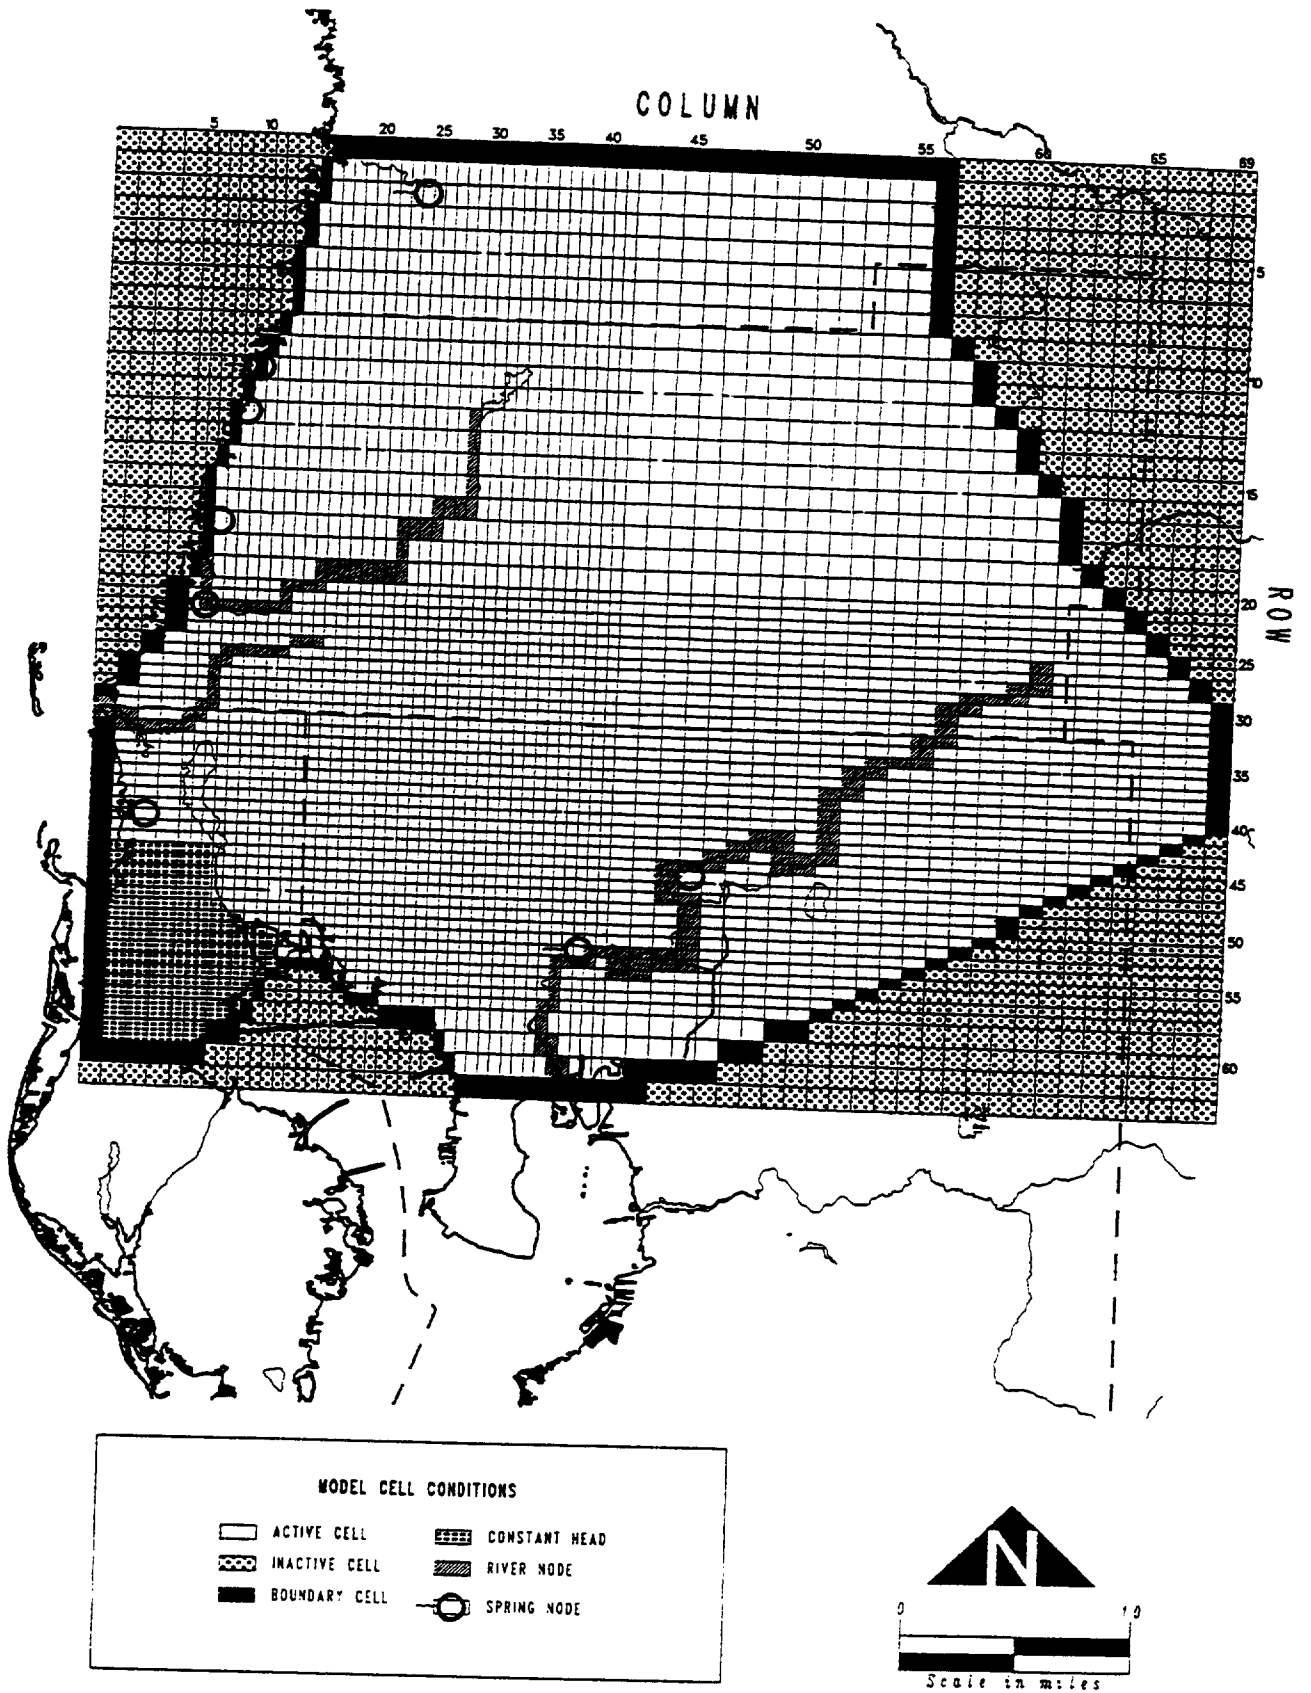 COLUMN
5 10 20 25 30 35 40 45 50 55 60 65 69
5
10
15
20
ROW
25
30
35
40
45
50
55
60
MODEL CELL CONDITIONS
ACTIVE CELL CONSTANT HEAD
INACTIVE CELL RIVER NODE
BOUNDARY CELL SPRING NODE
N
0 10
Scale in miles